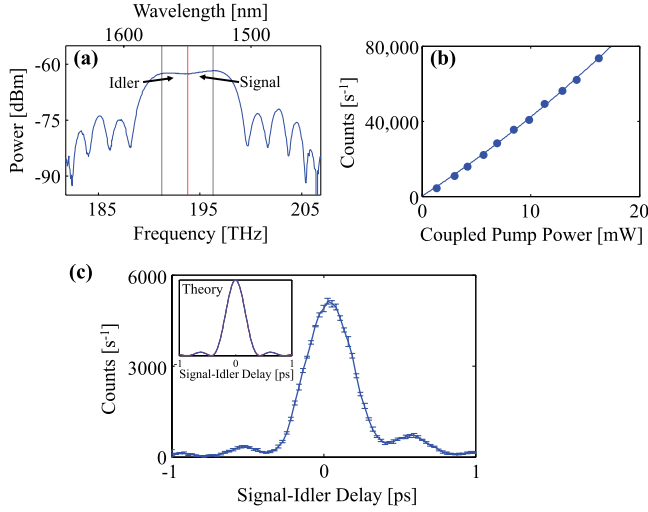 Wavelength [nm]
1600 1500
(a)
-60
-75
-90
Power [dBm]
Idler
Signal
185 195 205
Frequency [THz]
(b)
80,000
40,000
0
Counts [s⁻¹]
0 10 20
Coupled Pump Power [mW]
(c)
6000
3000
0
Counts [s⁻¹]
Theory
-1 0 1
Signal-Idler Delay [ps]
-1 0 1
Signal-Idler Delay [ps]